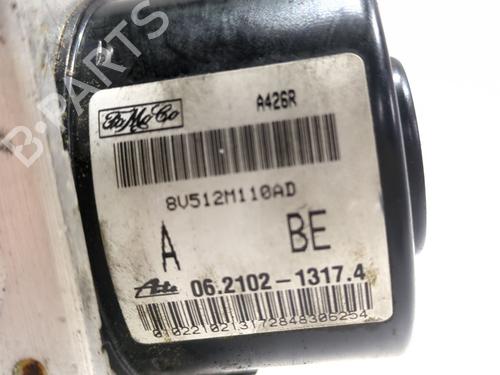 B-PARTS
FoMoCo
A426R
8V512M110AD
A
BE
Ate
06.2102-1317.4